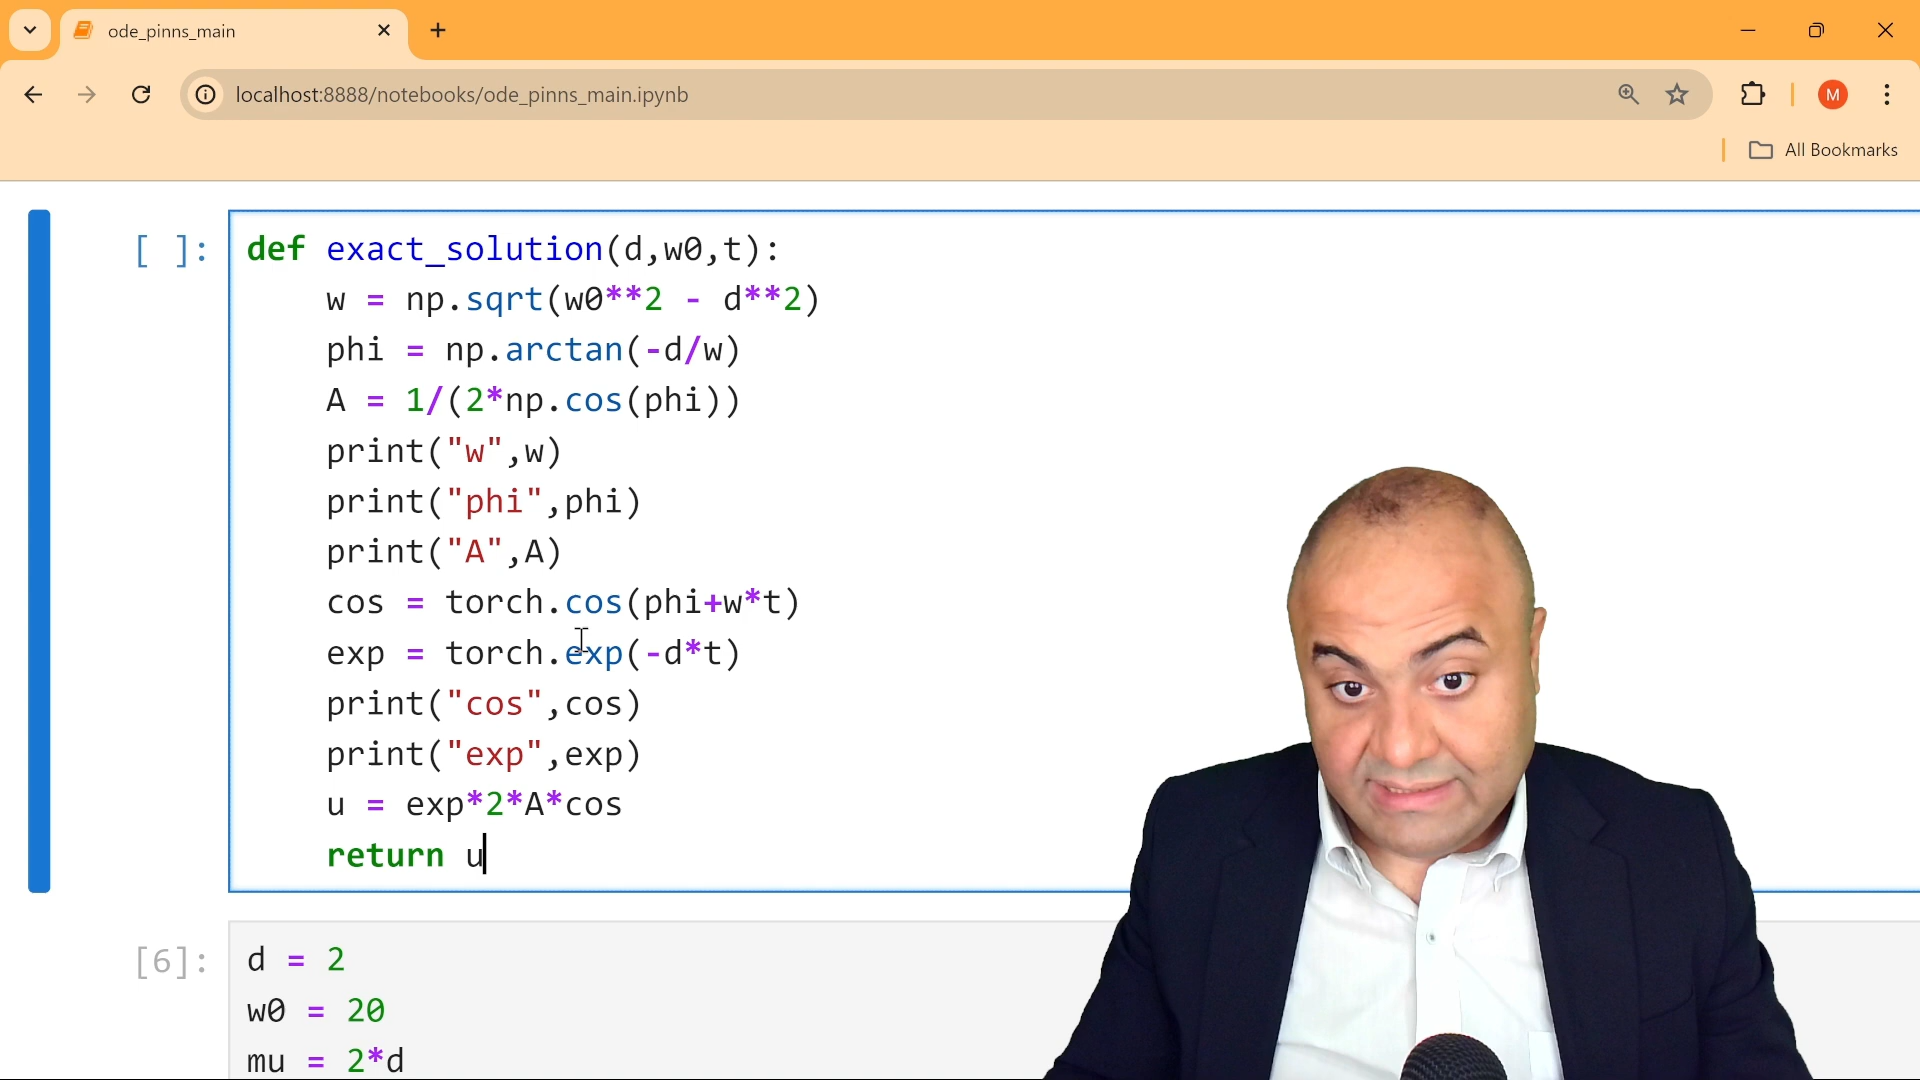 ode_pinns_main
localhost:8888/notebooks/ode_pinns_main.ipynb
M
All Bookmarks
[ ]:
def exact_solution(d,w0,t):
    w = np.sqrt(w0**2 - d**2)
    phi = np.arctan(-d/w)
    A = 1/(2*np.cos(phi))
    print("w",w)
    print("phi",phi)
    print("A",A)
    cos = torch.cos(phi+w*t)
    exp = torch.exp(-d*t)
    print("cos",cos)
    print("exp",exp)
    u = exp*2*A*cos
    return u
[6]:
d = 2
w0 = 20
mu = 2*d